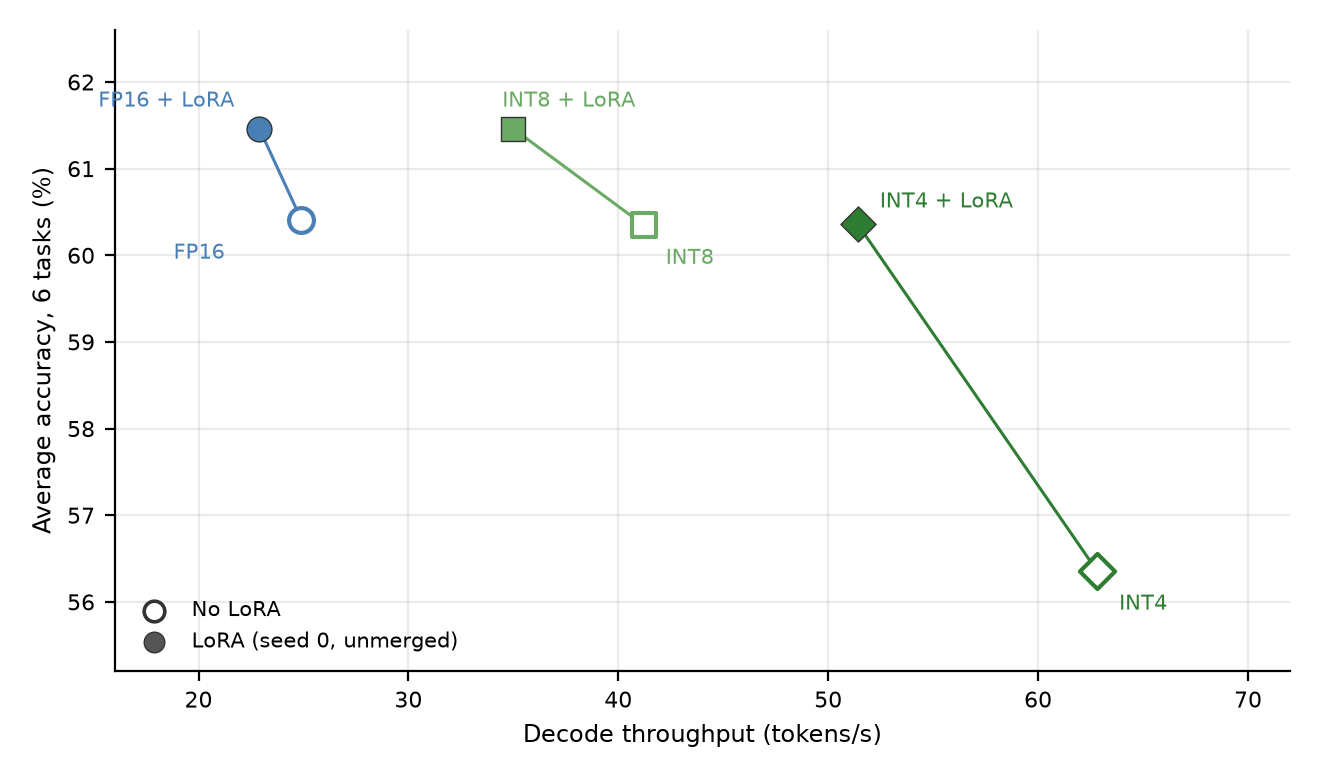 62
61
60
59
58
57
56
Average accuracy, 6 tasks (%)
FP16 + LoRA
FP16
INT8 + LoRA
INT8
INT4 + LoRA
INT4
No LoRA
LoRA (seed 0, unmerged)
20 30 40 50 60 70
Decode throughput (tokens/s)